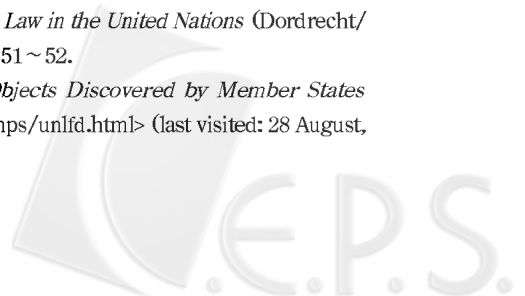 Law in the United Nations (Dordrecht/
51~52.
Objects Discovered by Member States
nps/unlfd.html> (last visited: 28 August,
C.E.P.S.